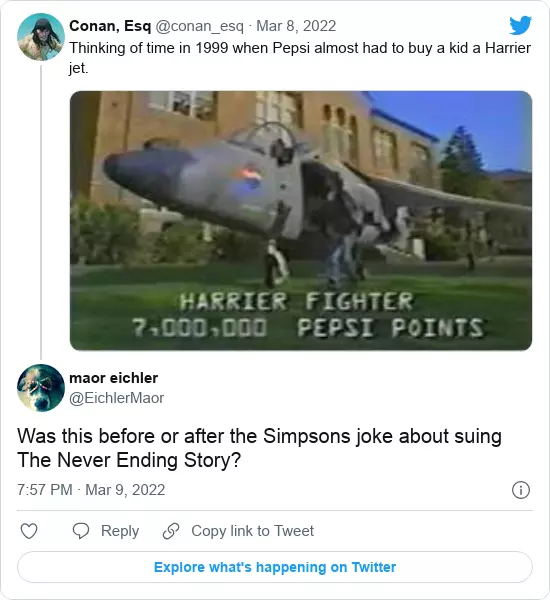 Conan, Esq @conan_esq · Mar 8, 2022
Thinking of time in 1999 when Pepsi almost had to buy a kid a Harrier
jet.
HARRIER FIGHTER
7,000,000 PEPSI POINTS
maor eichler
@EichlerMaor
Was this before or after the Simpsons joke about suing
The Never Ending Story?
7:57 PM · Mar 9, 2022
Reply
Copy link to Tweet
Explore what's happening on Twitter